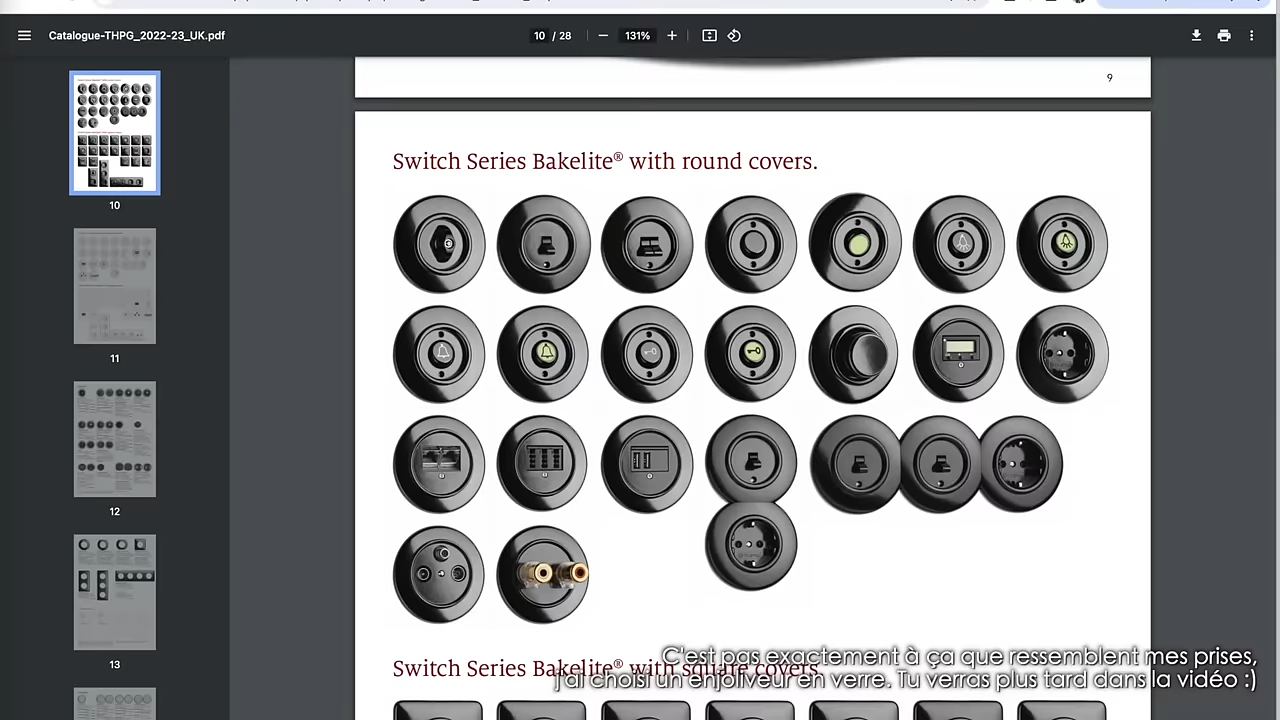 Catalogue-THPG_2022-23_UK.pdf
10 / 28
131%
9
10
11
12
13
Switch Series Bakelite® with round covers.
Switch Series Bakelite® with square covers.
C'est pas exactement à ça que ressemblent mes prises,
j'ai choisi un enjoliveur en verre. Tu verras plus tard dans la vidéo :)